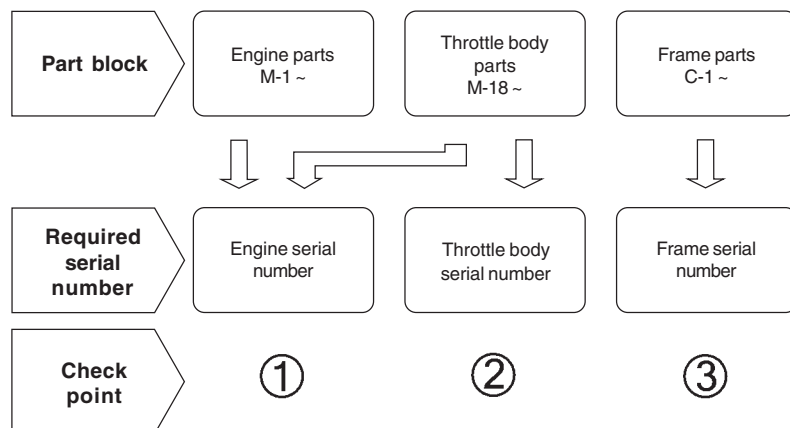 Part block
Engine parts
M-1 ~
Throttle body
parts
M-18 ~
Frame parts
C-1 ~
Required
serial
number
Engine serial
number
Throttle body
serial number
Frame serial
number
Check
point
①
②
③